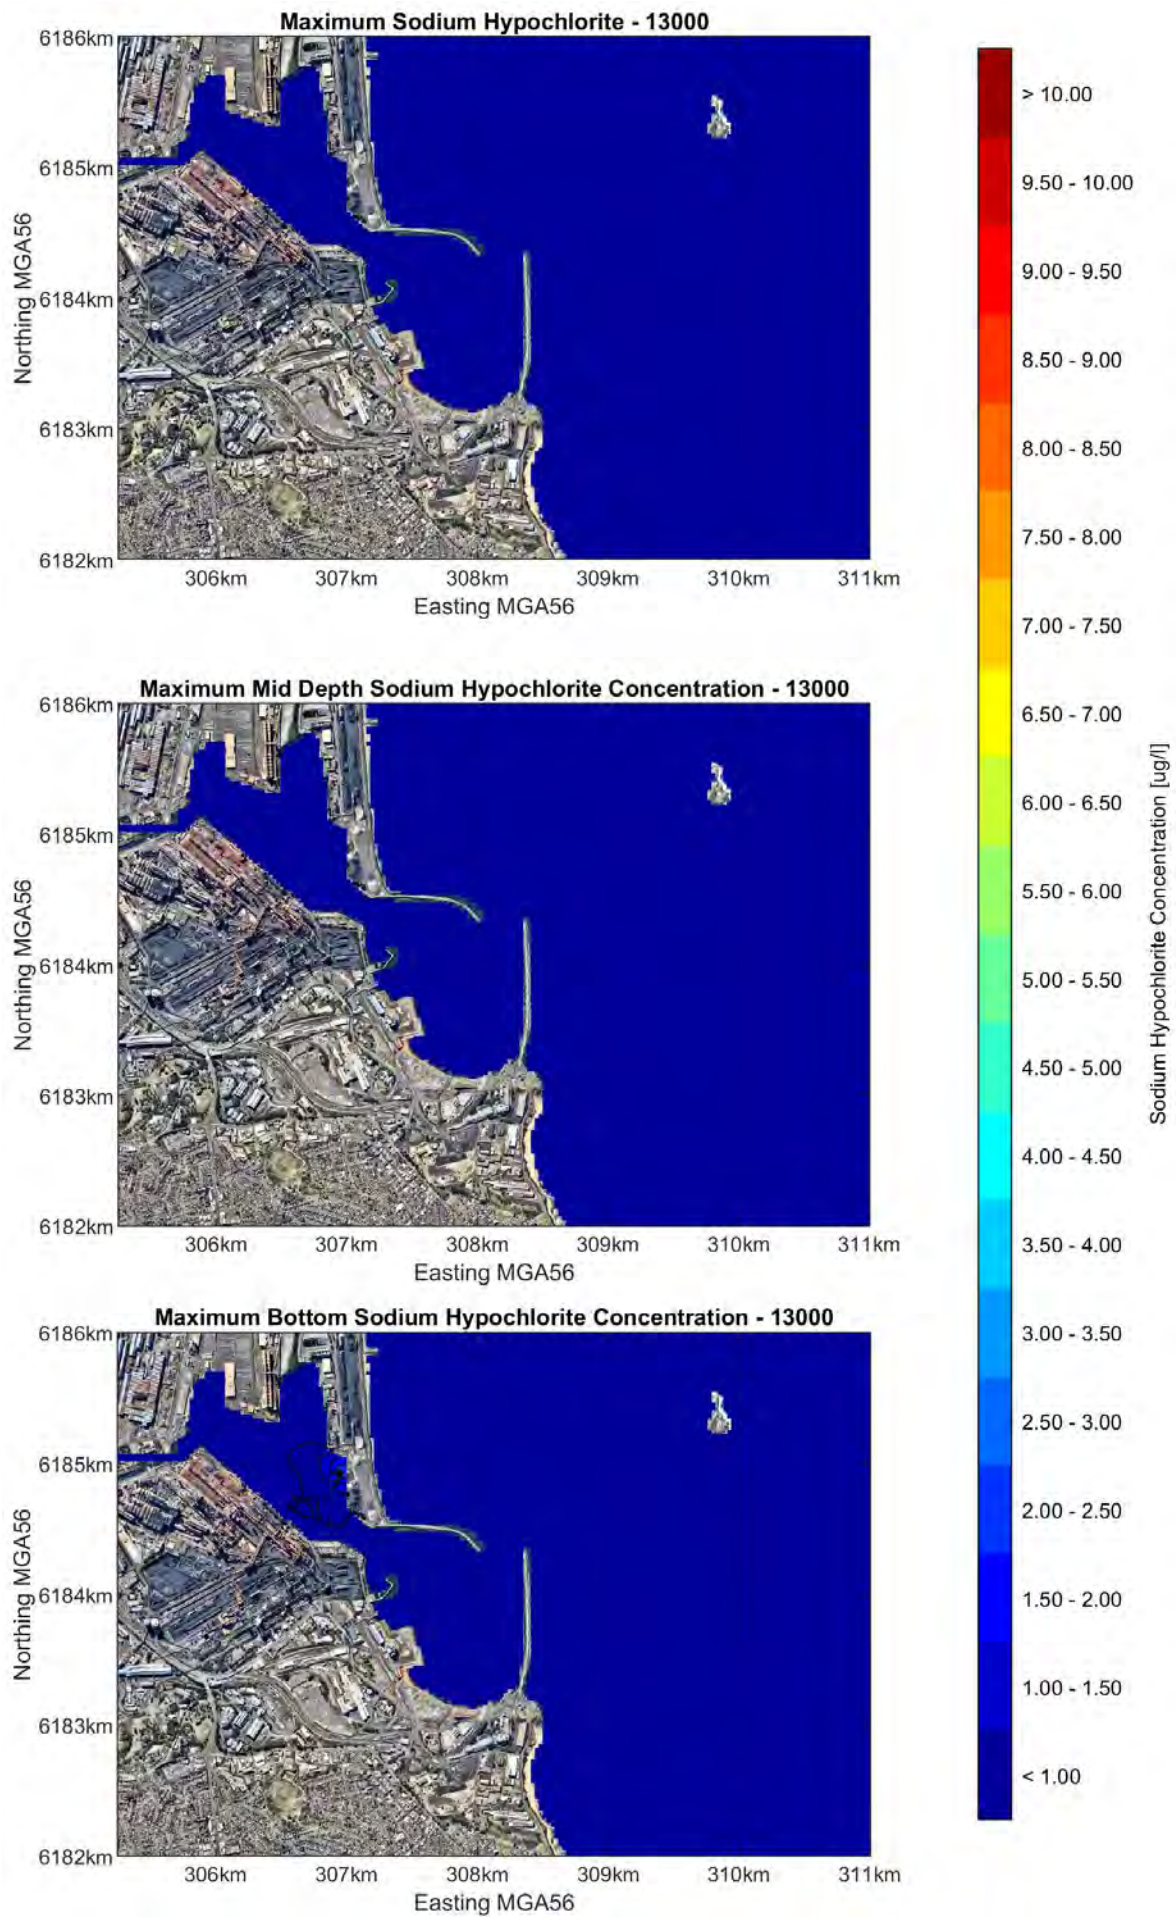 Maximum Sodium Hypochlorite - 13000
6186km
6185km
6184km
6183km
6182km
Northing MGA56
306km 307km 308km 309km 310km 311km
Easting MGA56
Maximum Mid Depth Sodium Hypochlorite Concentration - 13000
6186km
6185km
6184km
6183km
6182km
Northing MGA56
306km 307km 308km 309km 310km 311km
Easting MGA56
Maximum Bottom Sodium Hypochlorite Concentration - 13000
6186km
6185km
6184km
6183km
6182km
Northing MGA56
306km 307km 308km 309km 310km 311km
Easting MGA56
> 10.00
9.50 - 10.00
9.00 - 9.50
8.50 - 9.00
8.00 - 8.50
7.50 - 8.00
7.00 - 7.50
6.50 - 7.00
6.00 - 6.50
5.50 - 6.00
5.00 - 5.50
4.50 - 5.00
4.00 - 4.50
3.50 - 4.00
3.00 - 3.50
2.50 - 3.00
2.00 - 2.50
1.50 - 2.00
1.00 - 1.50
< 1.00
Sodium Hypochlorite Concentration [ug/l]